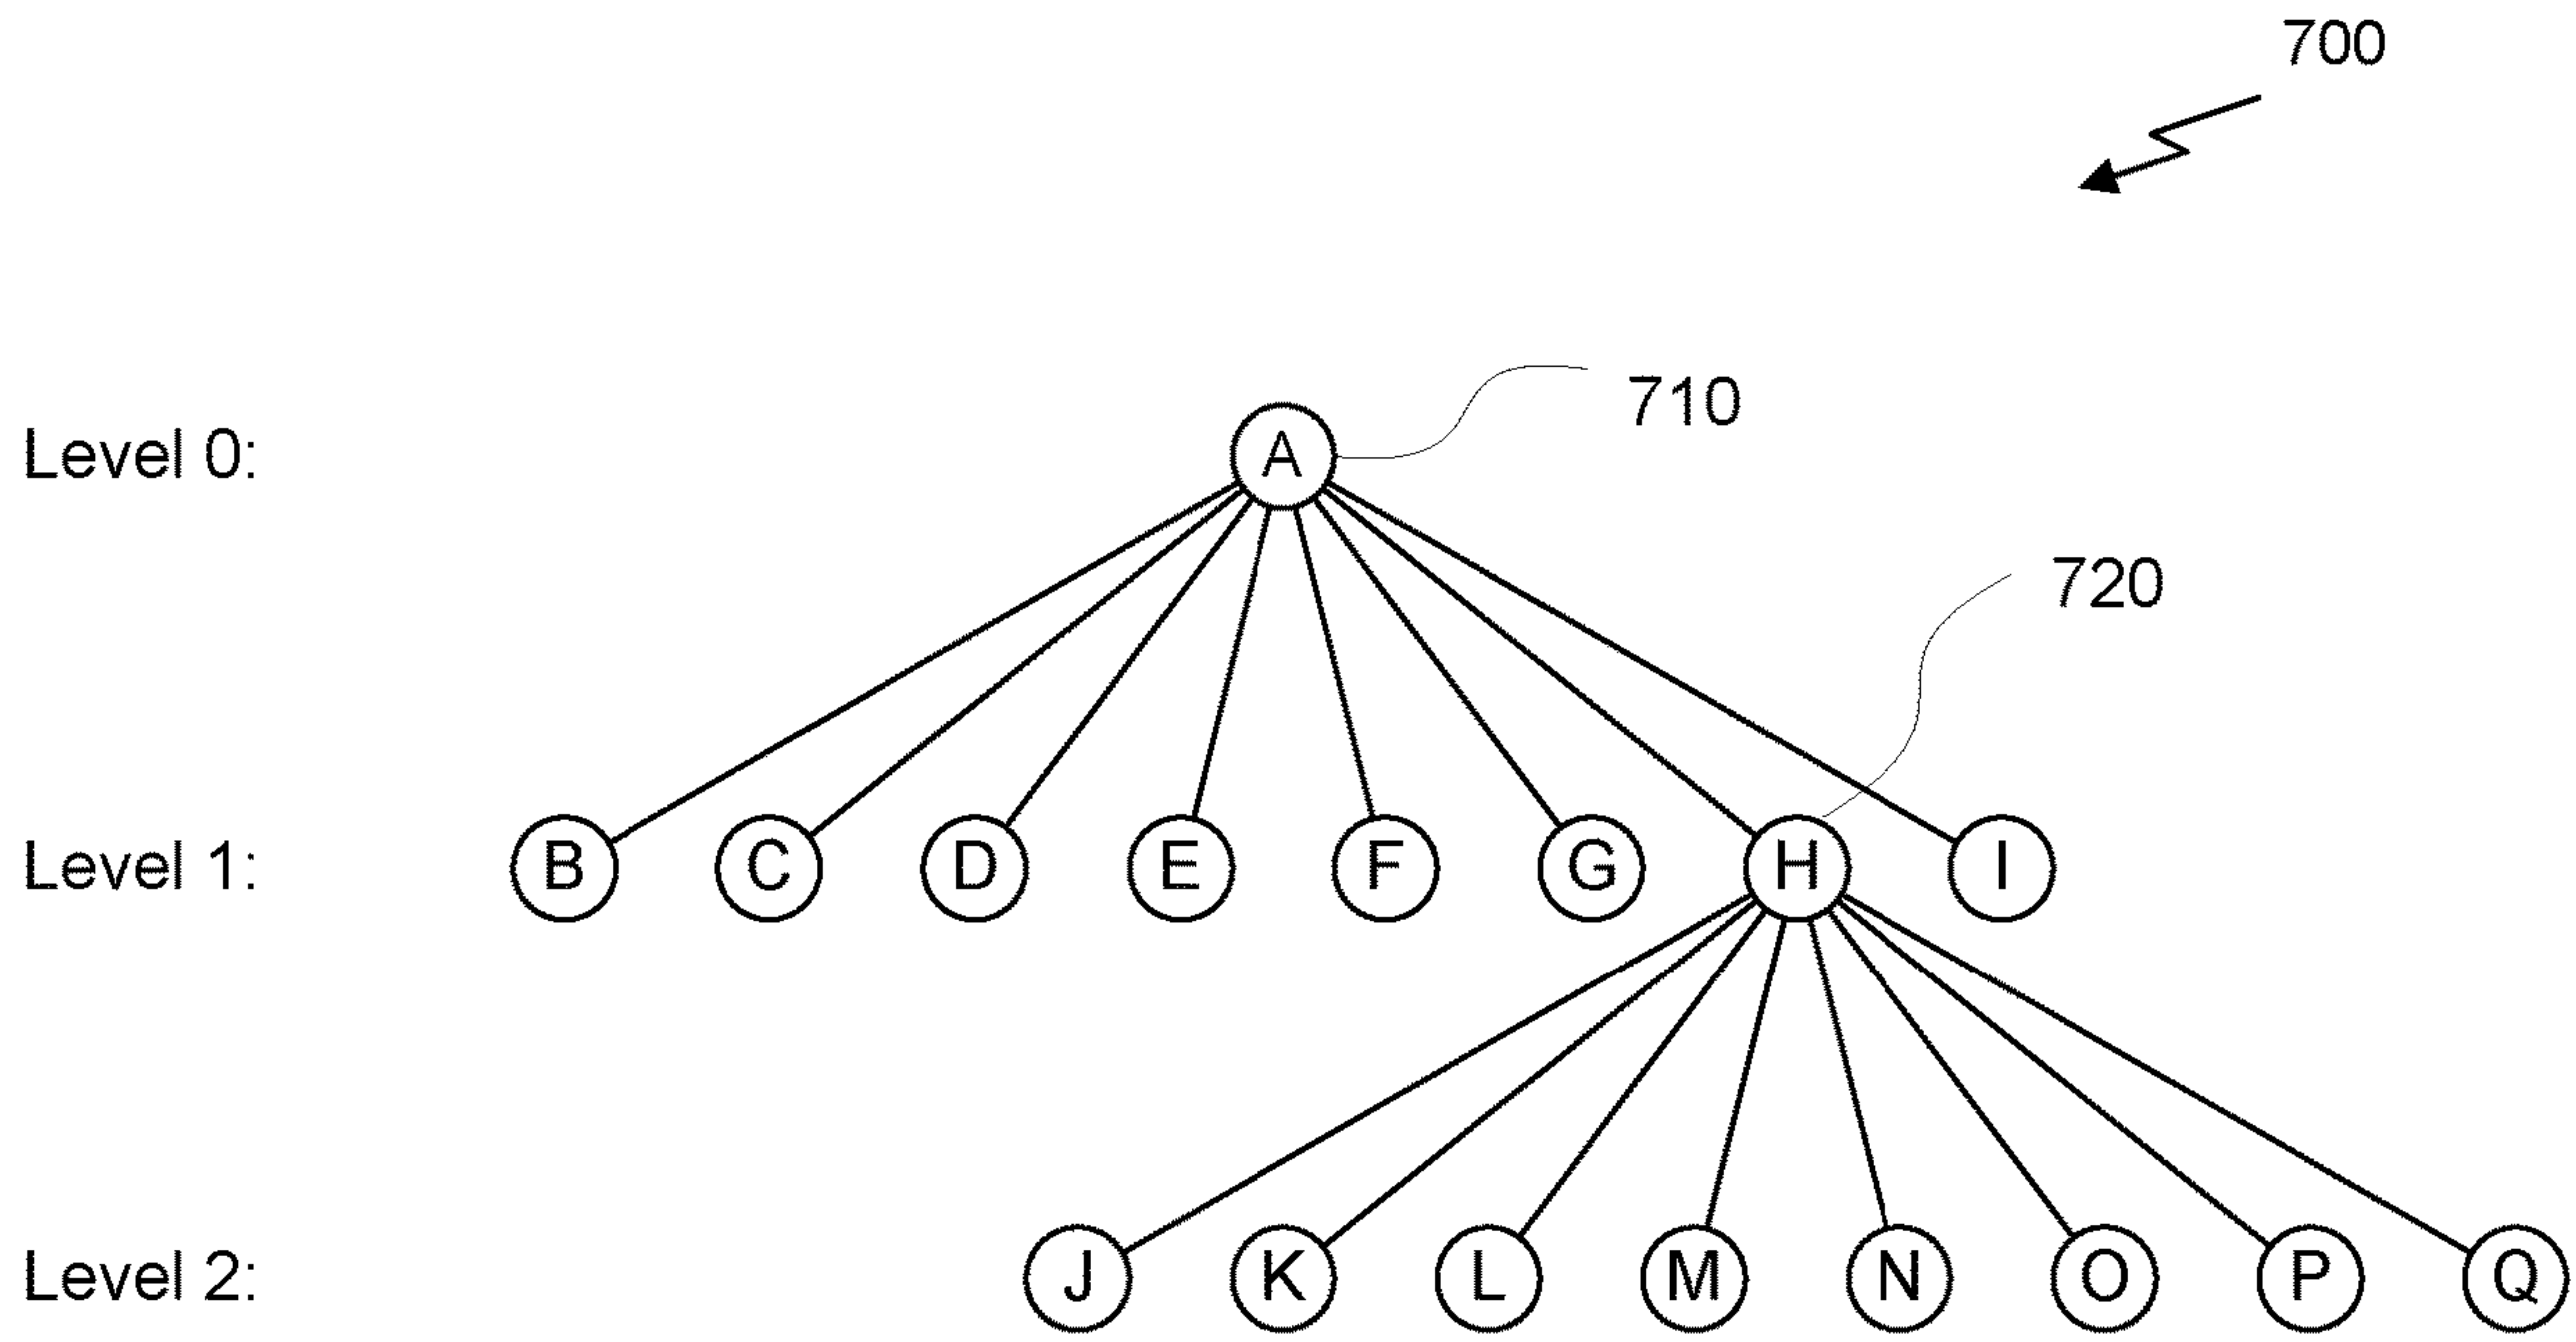 700
710
Level 0: A
720
Level 1: B C D E F G H I
Level 2: J K L M N O P Q